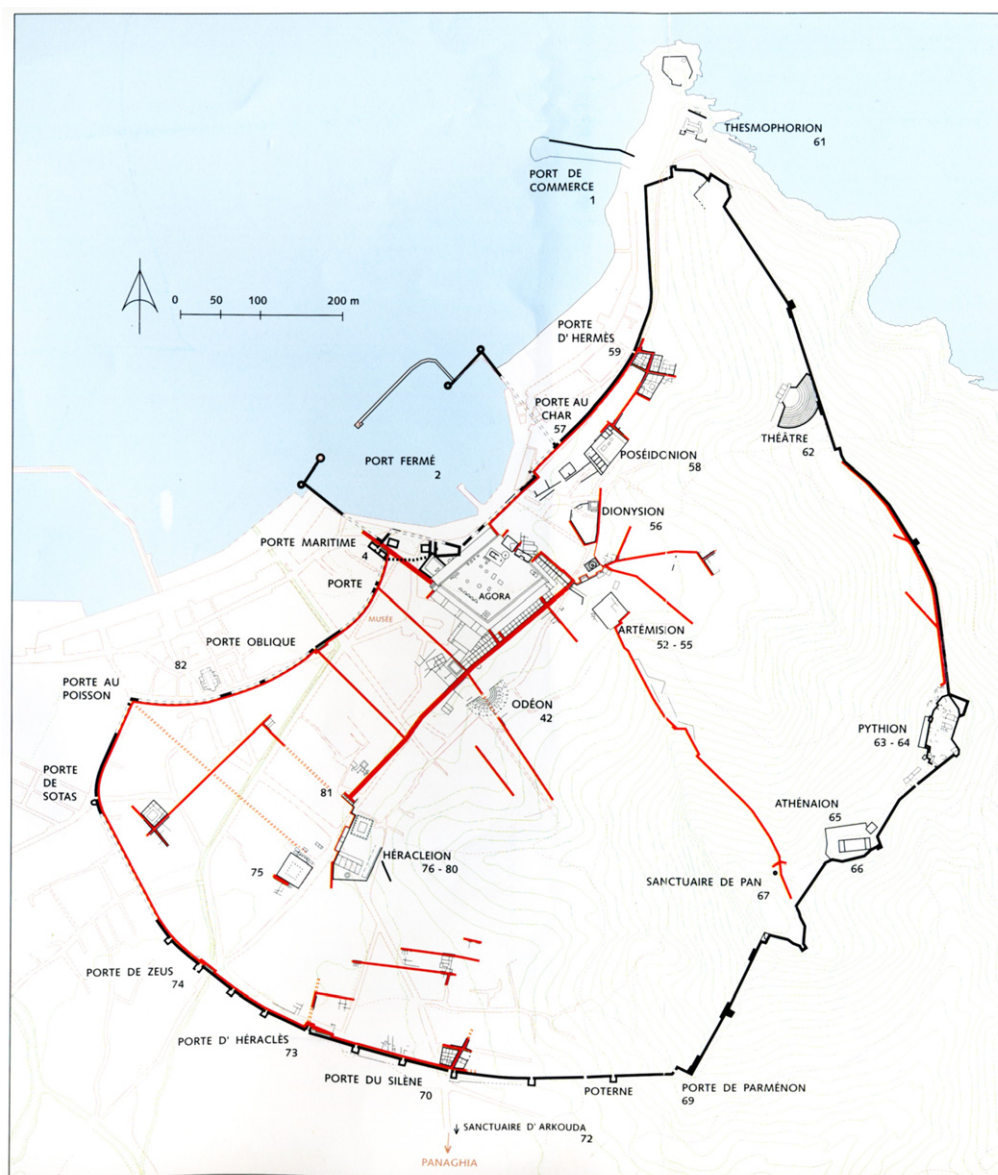 THESMOPHORION
61
PORT DE
COMMERCE
1
0 50 100 200 m
PORTE
D' HERMÈS
59
PORTE AU
CHAR
57
THÉÂTRE
62
POSÉIDONION
58
PORT FERMÉ
2
DIONYSION
56
PORTE MARITIME
4
PORTE
AGORA
MUSÉE
ARTÉMISION
52 - 55
PORTE OBLIQUE
82
PORTE AU
POISSON
ODÉON
42
PYTHION
63 - 64
PORTE
DE
SOTAS
81
ATHÉNAION
65
66
HÉRACLEION
76 - 80
75
SANCTUAIRE DE PAN
67
PORTE DE ZEUS
74
PORTE D' HÉRACLÈS
73
PORTE DU SILÈNE
70
POTERNE
PORTE DE PARMÉNON
69
SANCTUAIRE D' ARKOUDA
72
PANAGHIA